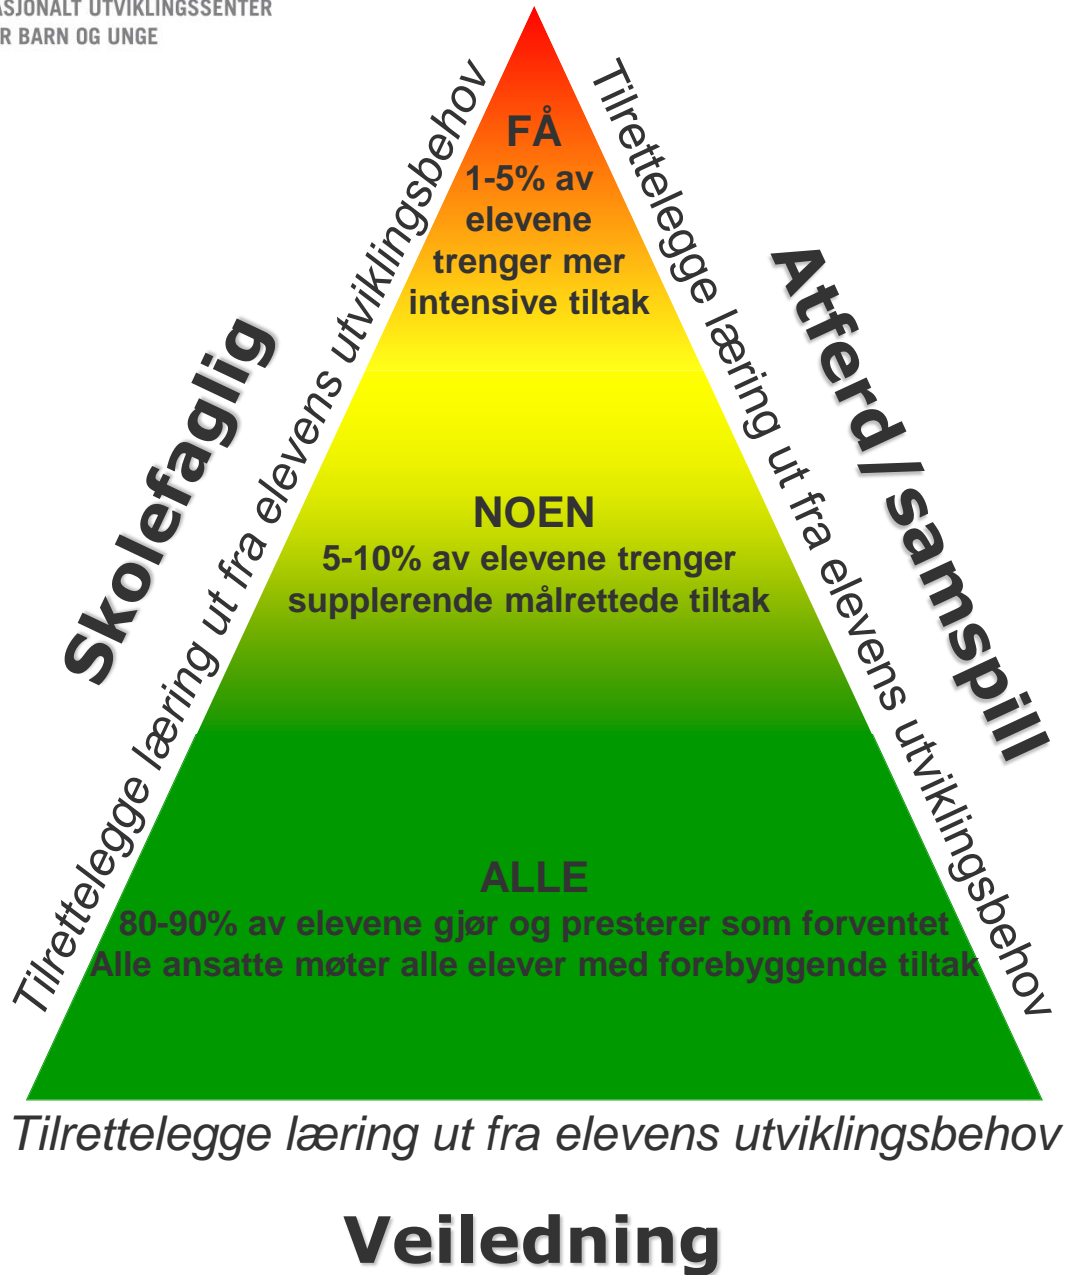 ASJONALT UTVIKLINGSSENTER
R BARN OG UNGE
FÅ
1-5% av
elevene
trenger mer
intensive tiltak
NOEN
5-10% av elevene trenger
supplerende målrettede tiltak
ALLE
80-90% av elevene gjør og presterer som forventet
Alle ansatte møter alle elever med forebyggende tiltak
Skolefaglig
Tilrettelegge læring ut fra elevens utviklingsbehov
Tilrettelegge læring ut fra elevens utviklingsbehov
Atferd/samspill
Tilrettelegge læring ut fra elevens utviklingsbehov
Veiledning